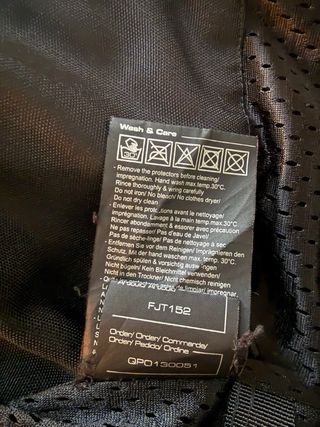 Wash & Care
30°
- Remove the protectors before cleaning/
impregnation. Hand wash max.temp.30°C.
Rince thoroughly & wring carefully
Do not iron/ No bleaches/ No clothes dryer/
Do not dry clean
- Enlever les protections avant le nettoyage/
impregnation. Lavage à la main temp.max.30°C.
Rincer abondamment & essorer avec précaution
Ne pas repasser/ Pas d'eau de Javel/
Pas de sèche-linge/ Pas de nettoyage à sec
- Entfernen Sie vor dem Reinigen/ Imprägnieren den
Schutz. Mit der Hand waschen max.temp. 30°C.
Gründlich spülen & vorsichtig auswringen
Nicht bügeln/ Kein Bleichmittel verwenden/
Nicht in den Trockner/ Nicht chemisch reinigen
FJT152
Order/ Order/ Commande/
Order/ Pedido/ Ordine
QPO130051